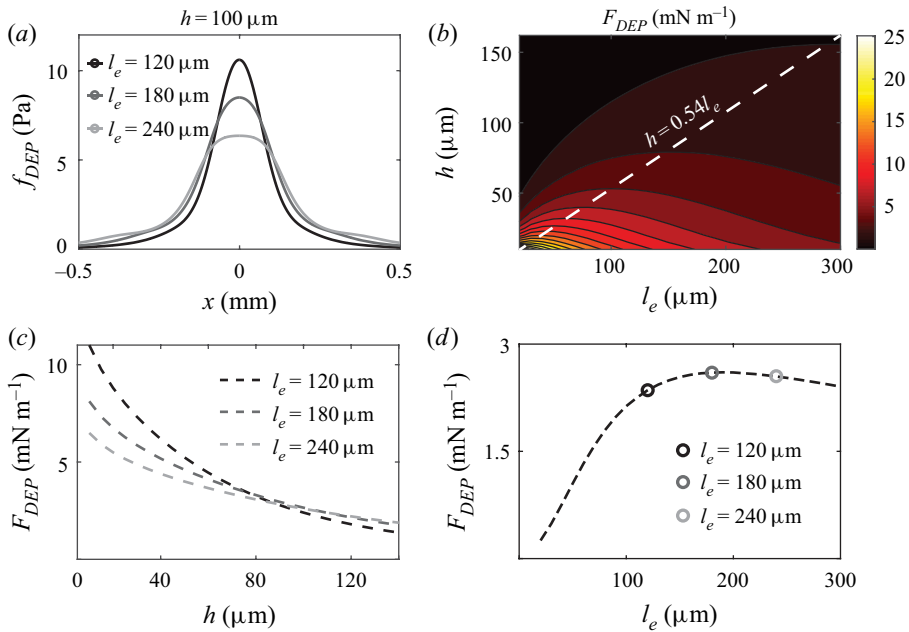 h = 100 μm
(a)
l_e = 120 μm
l_e = 180 μm
l_e = 240 μm
10
5
0
f_DEP (Pa)
−0.5
0
0.5
x (mm)
F_DEP (mN m⁻¹)
(b)
h = 0.54l_e
150
100
50
h (μm)
100
200
300
l_e (μm)
25
20
15
10
5
(c)
l_e = 120 μm
l_e = 180 μm
l_e = 240 μm
10
5
F_DEP (mN m⁻¹)
0
40
80
120
h (μm)
(d)
3
1.5
0
F_DEP (mN m⁻¹)
l_e = 120 μm
l_e = 180 μm
l_e = 240 μm
100
200
300
l_e (μm)